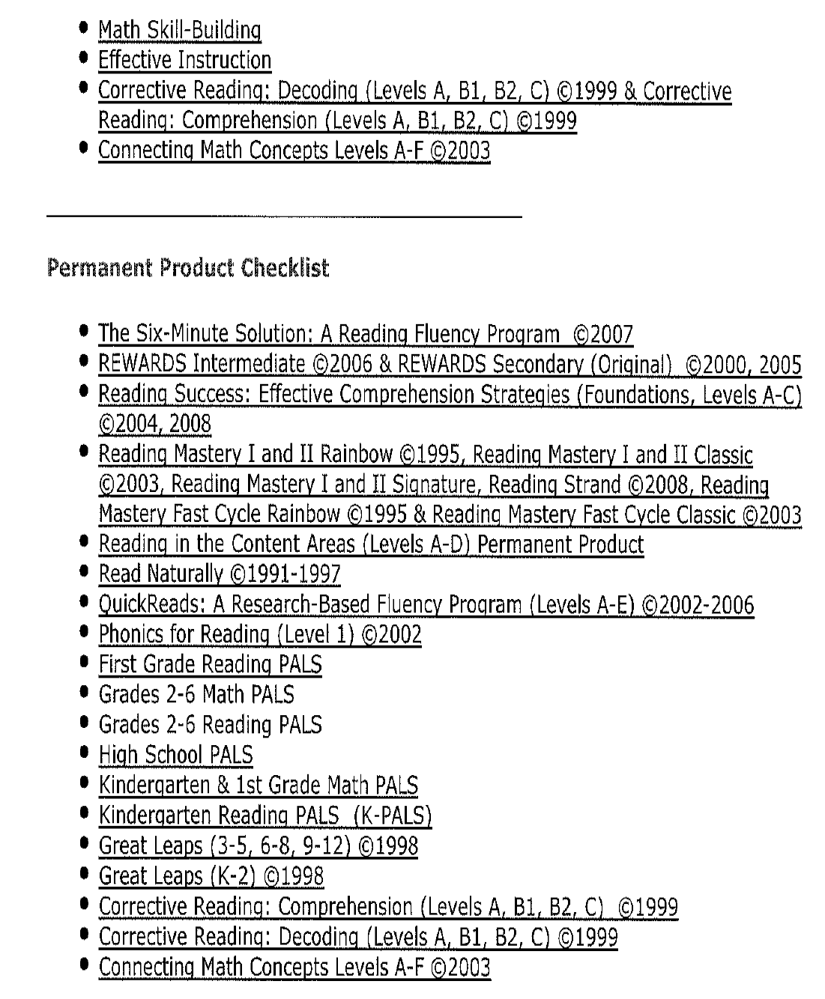 • Math Skill-Building
• Effective Instruction
• Corrective Reading: Decoding (Levels A, B1, B2, C) ©1999 & Corrective
Reading: Comprehension (Levels A, B1, B2, C) ©1999
• Connecting Math Concepts Levels A-F ©2003
Permanent Product Checklist
• The Six-Minute Solution: A Reading Fluency Program ©2007
• REWARDS Intermediate ©2006 & REWARDS Secondary (Original) ©2000, 2005
• Reading Success: Effective Comprehension Strategies (Foundations, Levels A-C)
©2004, 2008
• Reading Mastery I and II Rainbow ©1995, Reading Mastery I and II Classic
©2003, Reading Mastery I and II Signature, Reading Strand ©2008, Reading
Mastery Fast Cycle Rainbow ©1995 & Reading Mastery Fast Cycle Classic ©2003
• Reading in the Content Areas (Levels A-D) Permanent Product
• Read Naturally ©1991-1997
• QuickReads: A Research-Based Fluency Program (Levels A-E) ©2002-2006
• Phonics for Reading (Level 1) ©2002
• First Grade Reading PALS
• Grades 2-6 Math PALS
• Grades 2-6 Reading PALS
• High School PALS
• Kindergarten & 1st Grade Math PALS
• Kindergarten Reading PALS (K-PALS)
• Great Leaps (3-5, 6-8, 9-12) ©1998
• Great Leaps (K-2) ©1998
• Corrective Reading: Comprehension (Levels A, B1, B2, C) ©1999
• Corrective Reading: Decoding (Levels A, B1, B2, C) ©1999
• Connecting Math Concepts Levels A-F ©2003